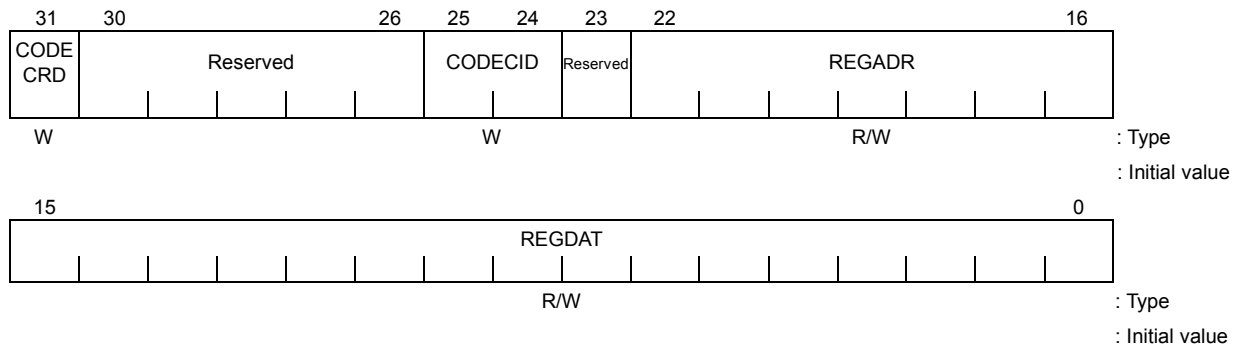 31 30 26 25 24 23 22 16
CODE
CRD Reserved CODECID Reserved REGADR
W W R/W : Type
: Initial value
15 0
REGDAT
R/W : Type
: Initial value